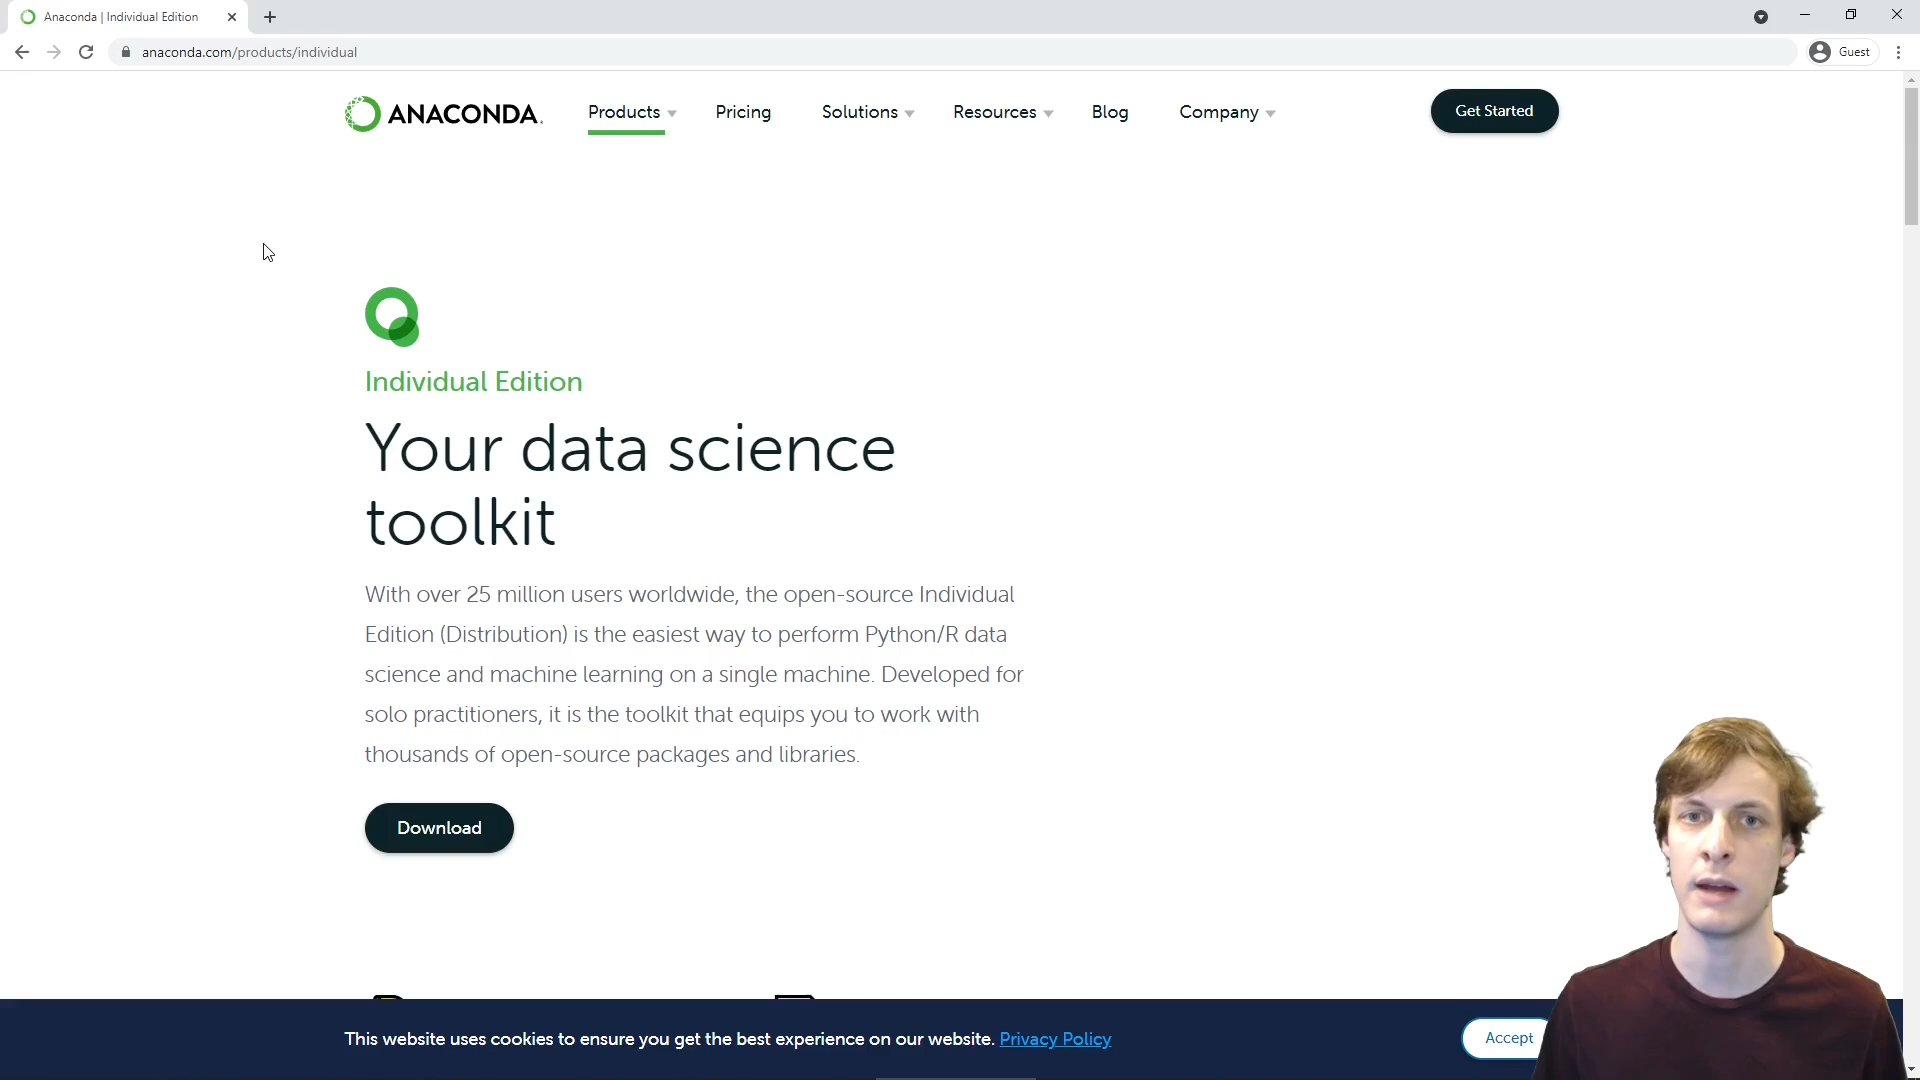 Anaconda | Individual Edition
anaconda.com/products/individual
Guest
ANACONDA.
Products
Pricing
Solutions
Resources
Blog
Company
Get Started
Individual Edition
Your data science
toolkit
With over 25 million users worldwide, the open-source Individual
Edition (Distribution) is the easiest way to perform Python/R data
science and machine learning on a single machine. Developed for
solo practitioners, it is the toolkit that equips you to work with
thousands of open-source packages and libraries.
Download
This website uses cookies to ensure you get the best experience on our website. Privacy Policy
Accept